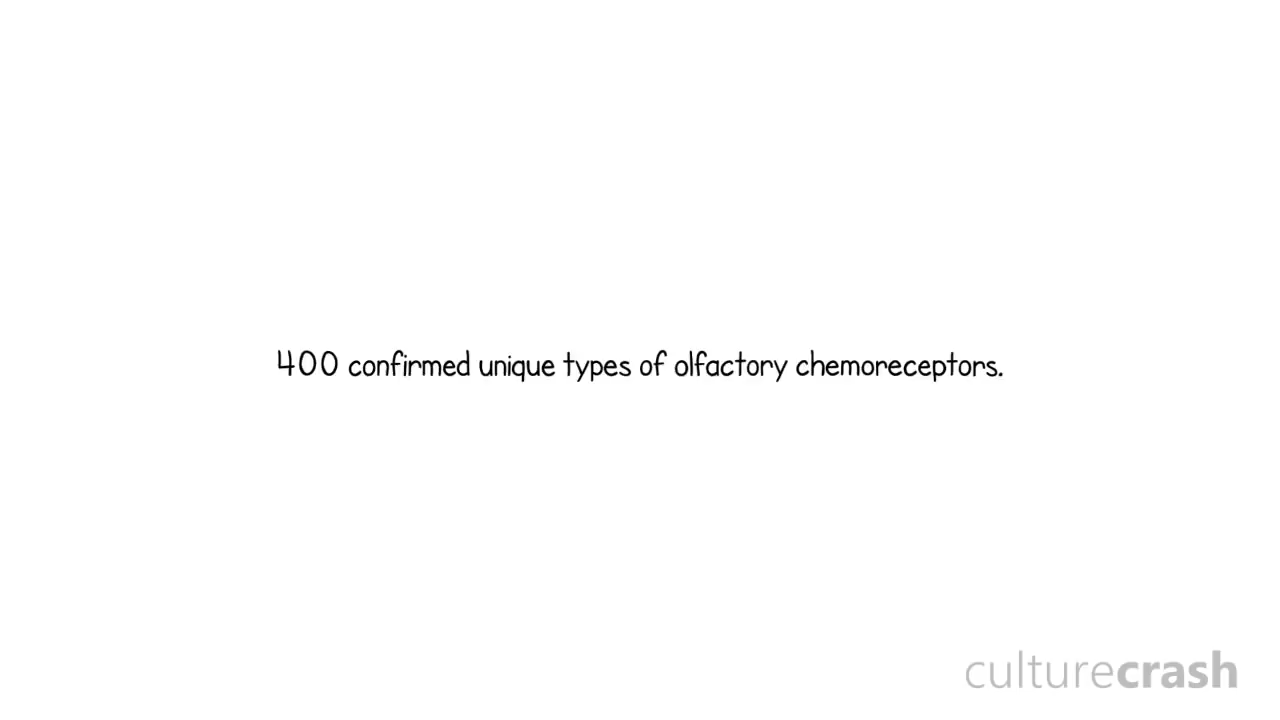 400 confirmed unique types of olfactory chemoreceptors.
culturecrash